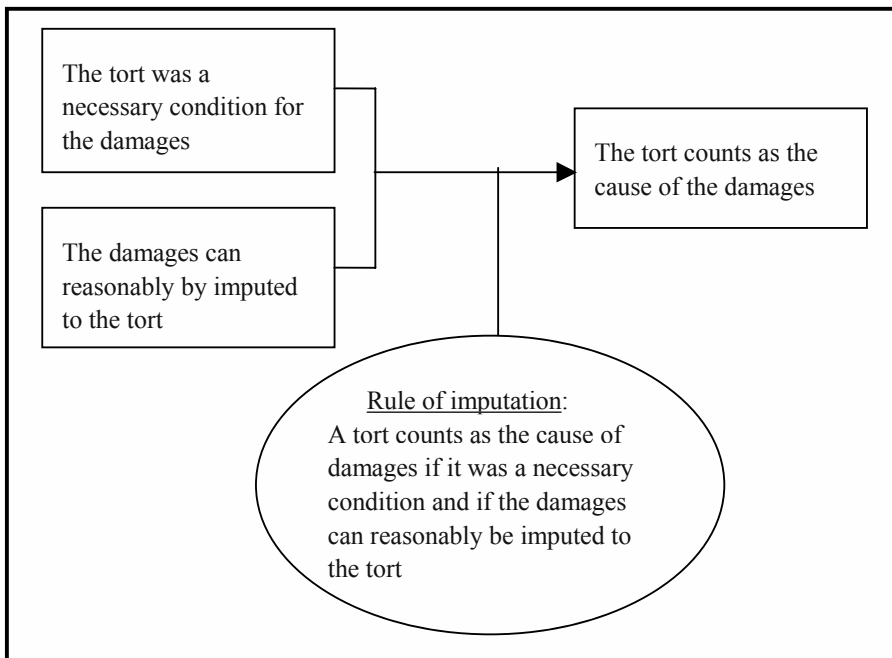 The tort was a
necessary condition for
the damages
The damages can
reasonably by imputed
to the tort
The tort counts as the
cause of the damages
Rule of imputation:
A tort counts as the cause of
damages if it was a necessary
condition and if the damages
can reasonably be imputed to
the tort